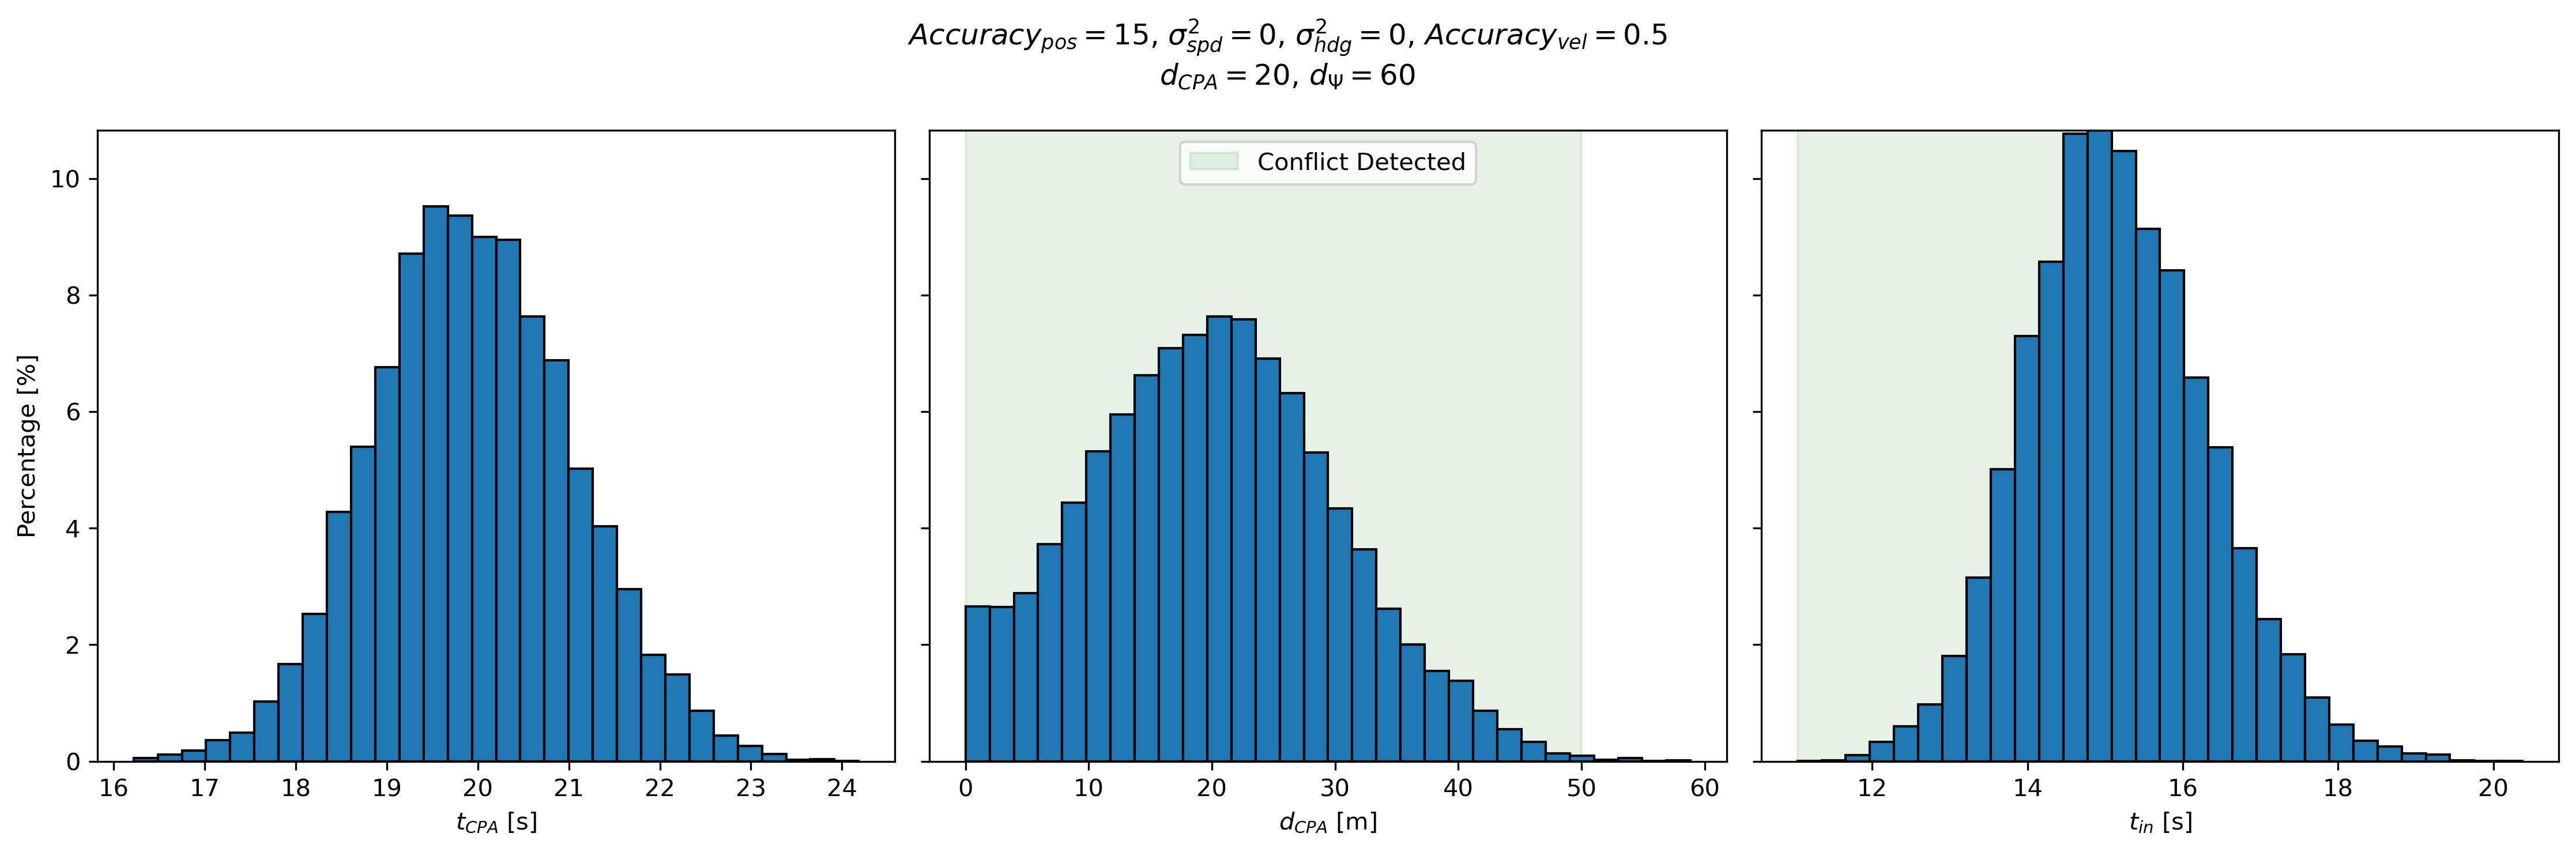 Accuracy_pos = 15, σ²_spd = 0, σ²_hdg = 0, Accuracy_vel = 0.5
d_CPA = 20, d_Ψ = 60
Percentage [%]
10
8
6
4
2
0
16 17 18 19 20 21 22 23 24
t_CPA [s]
Conflict Detected
0 10 20 30 40 50 60
d_CPA [m]
12 14 16 18 20
t_in [s]